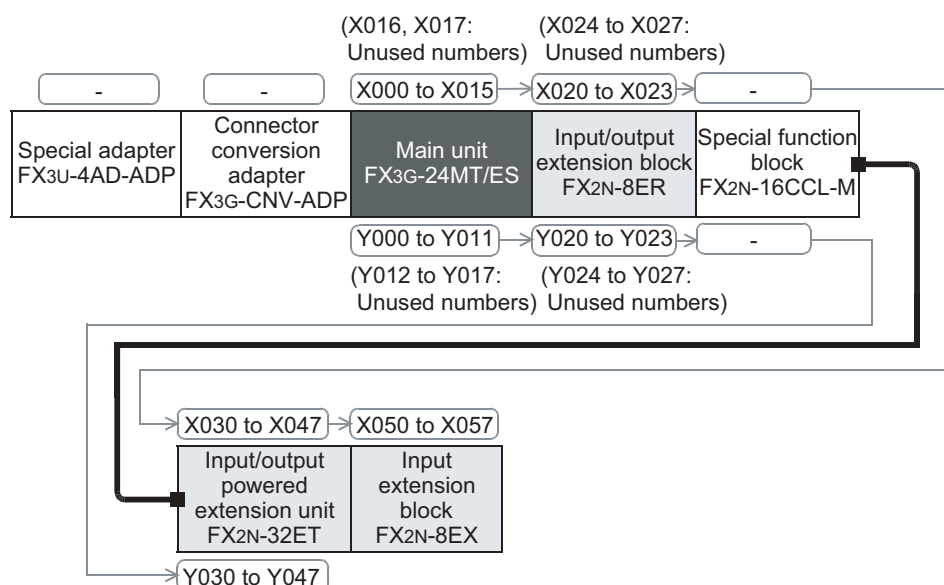 (X016, X017:
Unused numbers)
(X024 to X027:
Unused numbers)
-
-
X000 to X015
X020 to X023
-
Special adapter
FX3U-4AD-ADP
Connector
conversion
adapter
FX3G-CNV-ADP
Main unit
FX3G-24MT/ES
Input/output
extension block
FX2N-8ER
Special function
block
FX2N-16CCL-M
Y000 to Y011
Y020 to Y023
-
(Y012 to Y017:
Unused numbers)
(Y024 to Y027:
Unused numbers)
X030 to X047
X050 to X057
Input/output
powered
extension unit
FX2N-32ET
Input
extension
block
FX2N-8EX
Y030 to Y047